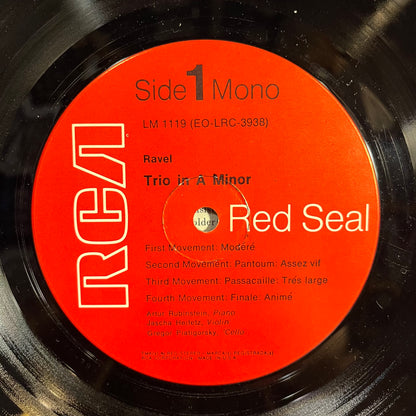 Side 1 Mono
LM 1119 (EO-LRC-3938)
Ravel
Trio in A Minor
RCA
Red Seal
First Movement: Modéré
Second Movement: Pantoum: Assez vif
Third Movement: Passacaille: Très large
Fourth Movement: Finale: Animé
Artur Rubinstein, Piano
Jascha Heifetz, Violin
Gregor Piatigorsky, Cello